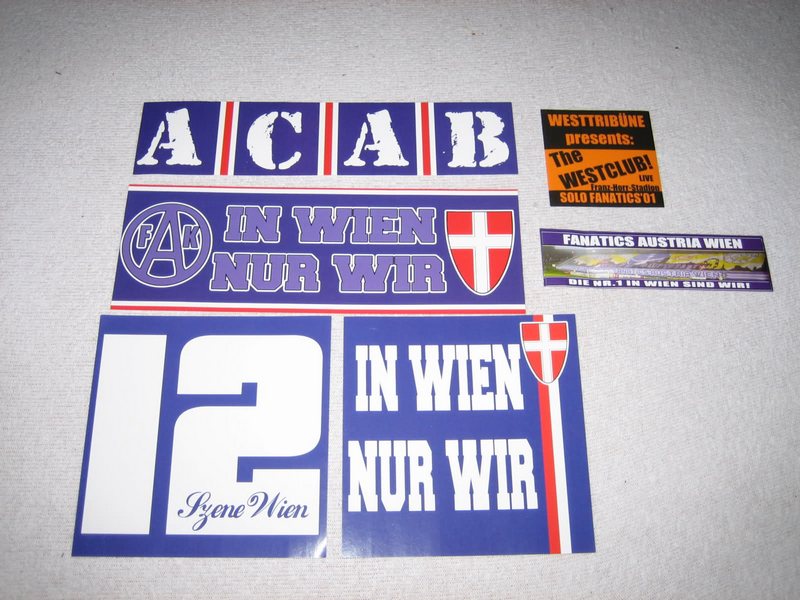 A C A B
WESTTRIBÜNE
presents:
The
WESTCLUB!
LIVE
Franz-Horr-Stadion
SOLO FANATICS'01
FAK
IN WIEN
NUR WIR
FANATICS AUSTRIA WIEN
DIE NR.1 IN WIEN SIND WIR!
12
Szene Wien
IN WIEN
NUR WIR